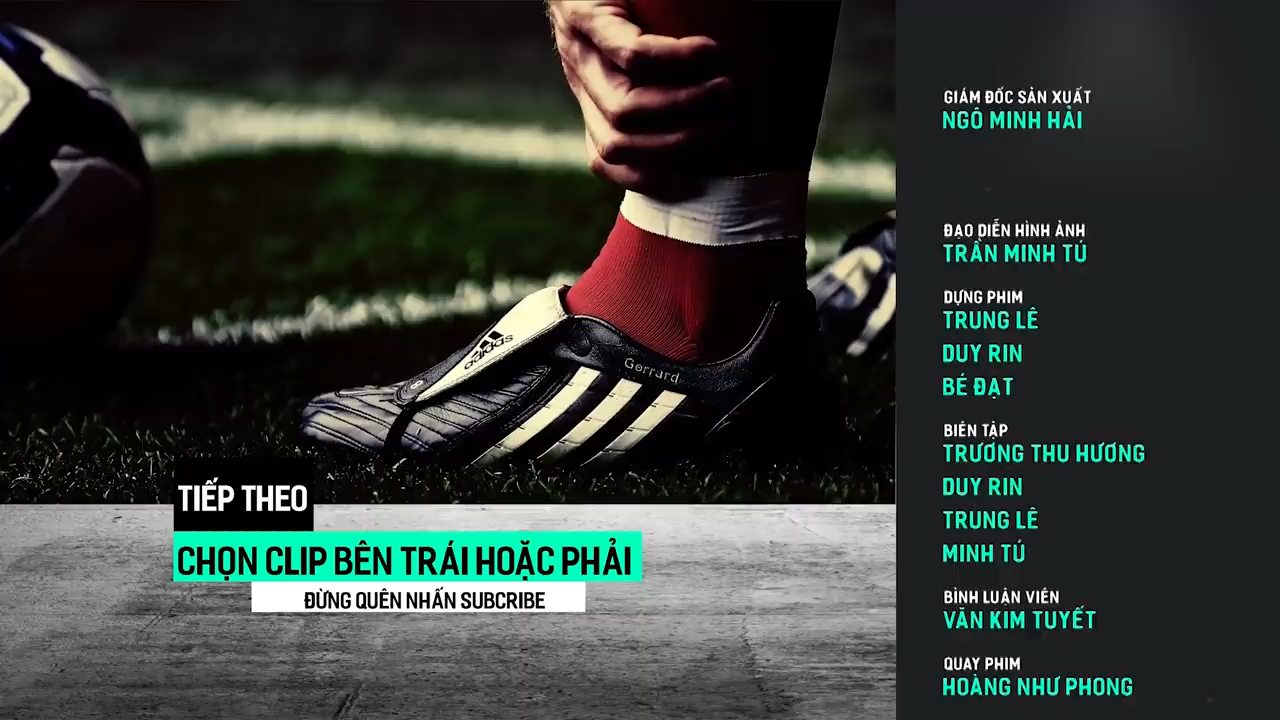 adidas
Gerrard
TIẾP THEO
CHỌN CLIP BÊN TRÁI HOẶC PHẢI
ĐỪNG QUÊN NHẤN SUBCRIBE
GIÁM ĐỐC SẢN XUẤT
NGÔ MINH HẢI
ĐẠO DIỄN HÌNH ẢNH
TRẦN MINH TÚ
DỰNG PHIM
TRUNG LÊ
DUY RIN
BÉ ĐẠT
BIÊN TẬP
TRƯƠNG THU HƯƠNG
DUY RIN
TRUNG LÊ
MINH TÚ
BÌNH LUẬN VIÊN
VĂN KIM TUYẾT
QUAY PHIM
HOÀNG NHƯ PHONG